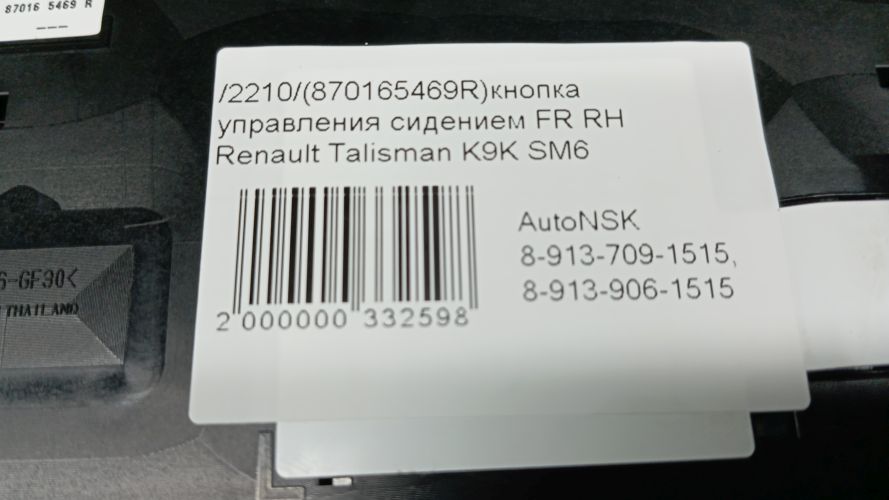 87016 5469 R
/2210/(870165469R)кнопка
управления сидением FR RH
Renault Talisman K9K SM6
AutoNSK
8-913-709-1515,
8-913-906-1515
2 000000 332598
6-GF30<
THAILAND